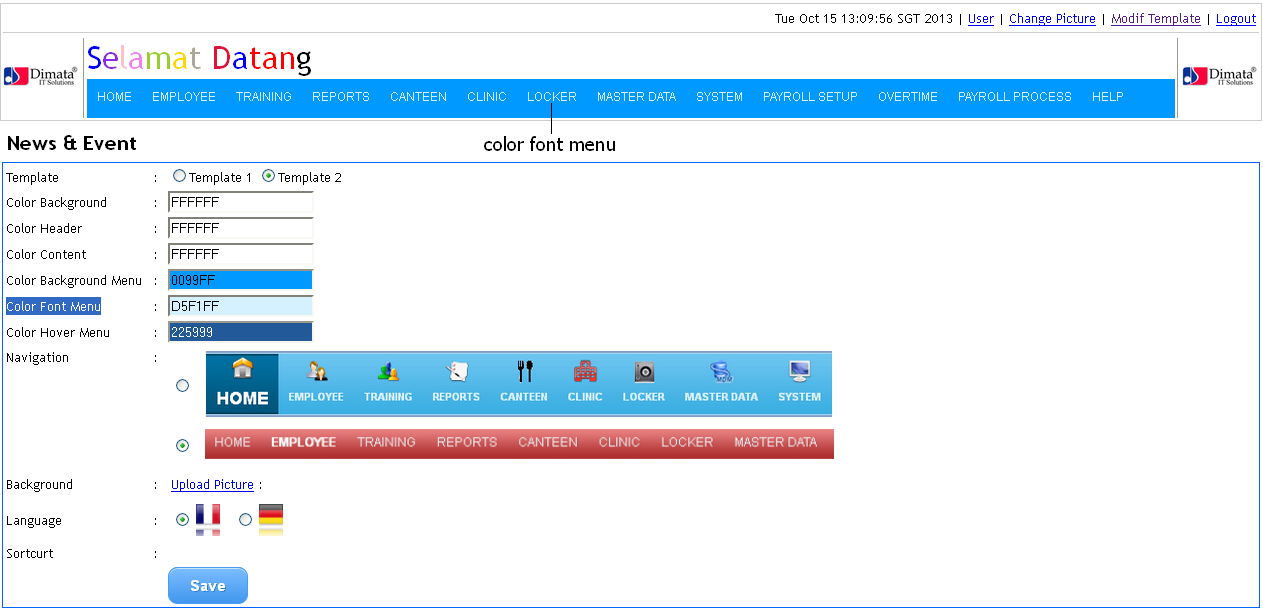 Tue Oct 15 13:09:56 SGT 2013 | User | Change Picture | Modif Template | Logout
Selamat Datang
Dimata® IT Solutions
Dimata® IT Solutions
HOME EMPLOYEE TRAINING REPORTS CANTEEN CLINIC LOCKER MASTER DATA SYSTEM PAYROLL SETUP OVERTIME PAYROLL PROCESS HELP
color font menu
News & Event
Template : Template 1 Template 2
Color Background : FFFFFF
Color Header : FFFFFF
Color Content : FFFFFF
Color Background Menu : 0099FF
Color Font Menu : D5F1FF
Color Hover Menu : 225999
Navigation :
HOME EMPLOYEE TRAINING REPORTS CANTEEN CLINIC LOCKER MASTER DATA SYSTEM
HOME EMPLOYEE TRAINING REPORTS CANTEEN CLINIC LOCKER MASTER DATA
Background : Upload Picture :
Language :
Sortcurt :
Save